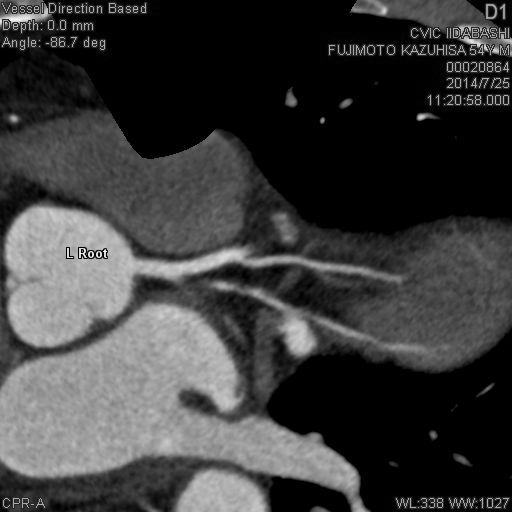 Vessel Direction Based
Depth: 0.0 mm
Angle: -86.7 deg
D1
CVIC IIDABASHI
FUJIMOTO KAZUHISA 54Y M
00020864
2014/7/25
11:20:58.000
L Root
CPR-A
WL:338 WW:1027